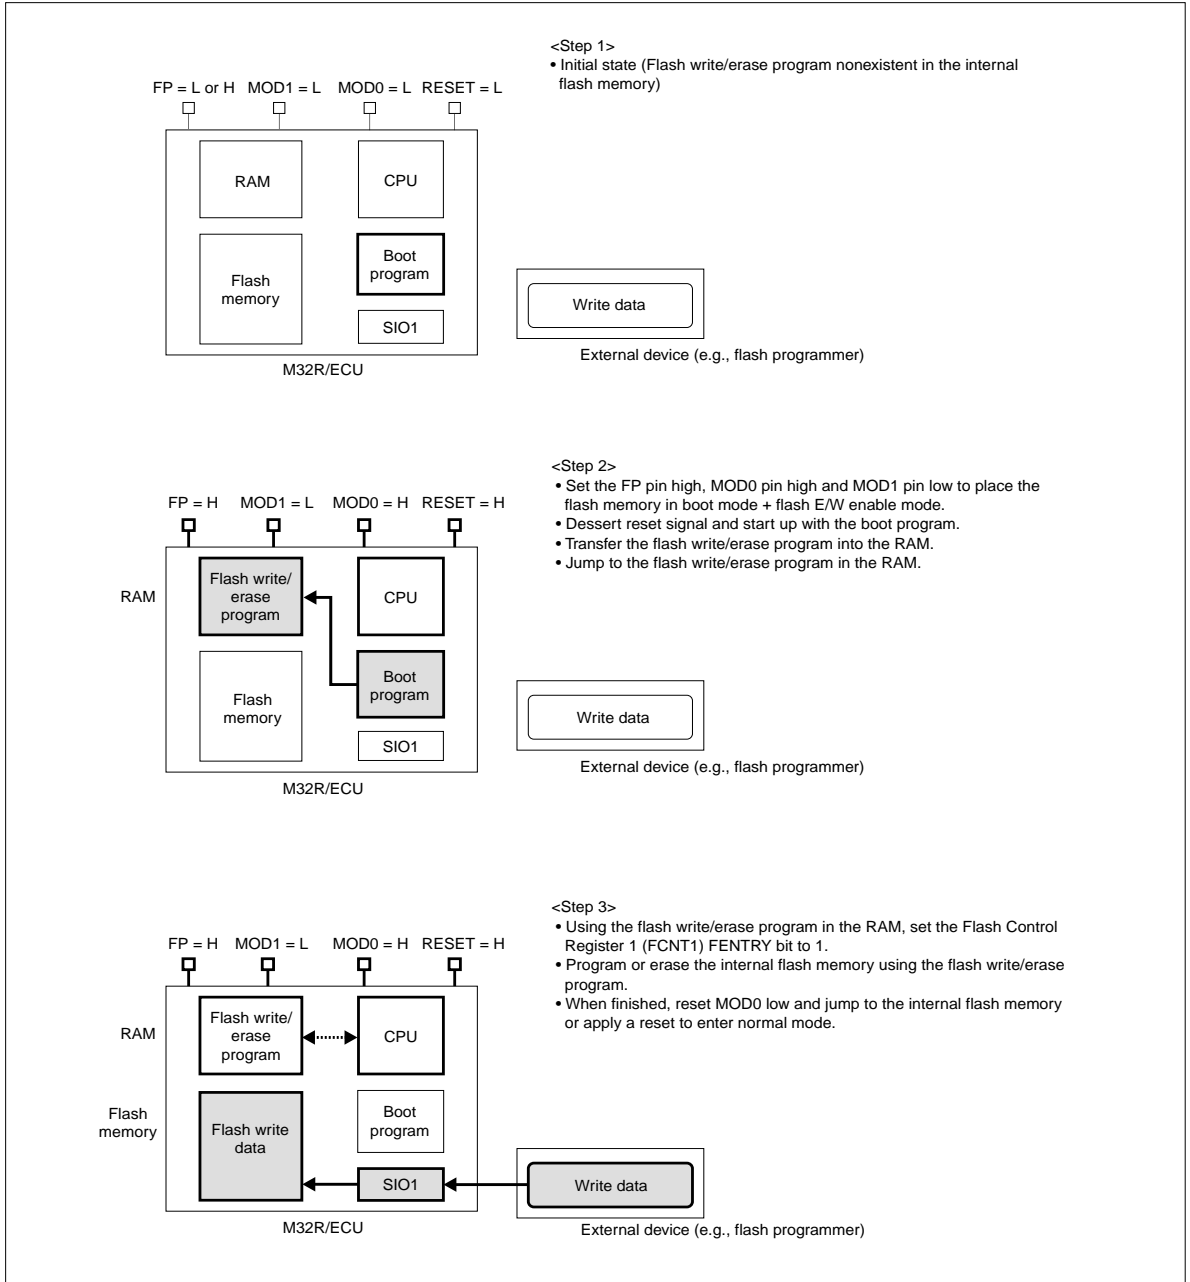 <Step 1>
• Initial state (Flash write/erase program nonexistent in the internal
flash memory)
FP = L or H MOD1 = L MOD0 = L RESET = L
RAM
CPU
Flash
memory
Boot
program
SIO1
M32R/ECU
Write data
External device (e.g., flash programmer)
<Step 2>
• Set the FP pin high, MOD0 pin high and MOD1 pin low to place the
flash memory in boot mode + flash E/W enable mode.
• Dessert reset signal and start up with the boot program.
• Transfer the flash write/erase program into the RAM.
• Jump to the flash write/erase program in the RAM.
FP = H MOD1 = L MOD0 = H RESET = H
RAM
Flash write/
erase
program
CPU
Flash
memory
Boot
program
SIO1
M32R/ECU
Write data
External device (e.g., flash programmer)
<Step 3>
• Using the flash write/erase program in the RAM, set the Flash Control
Register 1 (FCNT1) FENTRY bit to 1.
• Program or erase the internal flash memory using the flash write/erase
program.
• When finished, reset MOD0 low and jump to the internal flash memory
or apply a reset to enter normal mode.
FP = H MOD1 = L MOD0 = H RESET = H
RAM
Flash write/
erase
program
CPU
Flash
memory
Flash write
data
Boot
program
SIO1
M32R/ECU
Write data
External device (e.g., flash programmer)